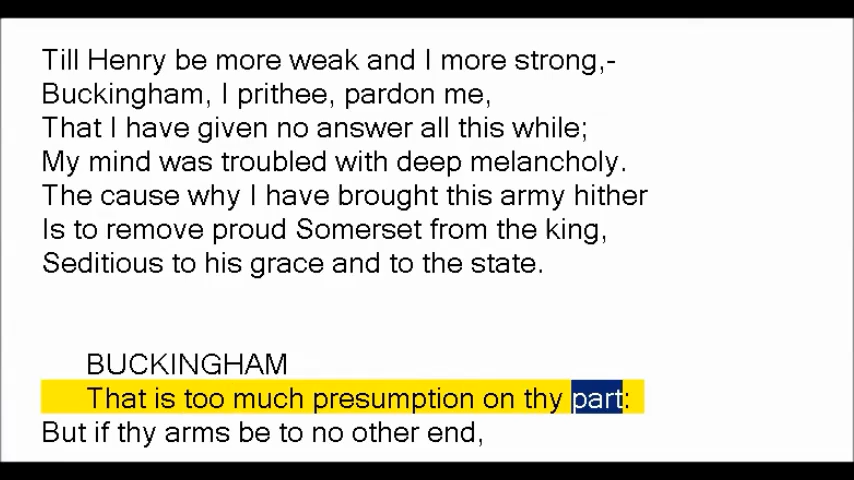 Till Henry be more weak and I more strong,-
Buckingham, I prithee, pardon me,
That I have given no answer all this while;
My mind was troubled with deep melancholy.
The cause why I have brought this army hither
Is to remove proud Somerset from the king,
Seditious to his grace and to the state.
BUCKINGHAM
That is too much presumption on thy part:
But if thy arms be to no other end,